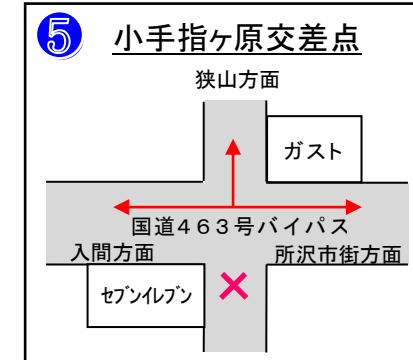 5 小手指ヶ原交差点
狭山方面
ガスト
国道463号バイパス
入間方面 所沢市街方面
セブンイレブン